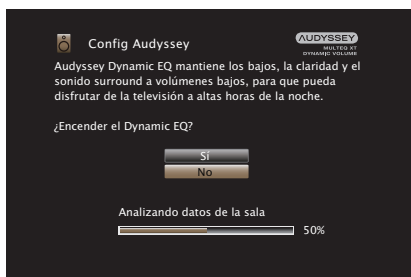 Config Audyssey
AUDYSSEY
MULTEQ XT
DYNAMIC VOLUME
Audyssey Dynamic EQ mantiene los bajos, la claridad y el
sonido surround a volúmenes bajos, para que pueda
disfrutar de la televisión a altas horas de la noche.
¿Encender el Dynamic EQ?
Sí
No
Analizando datos de la sala
50%